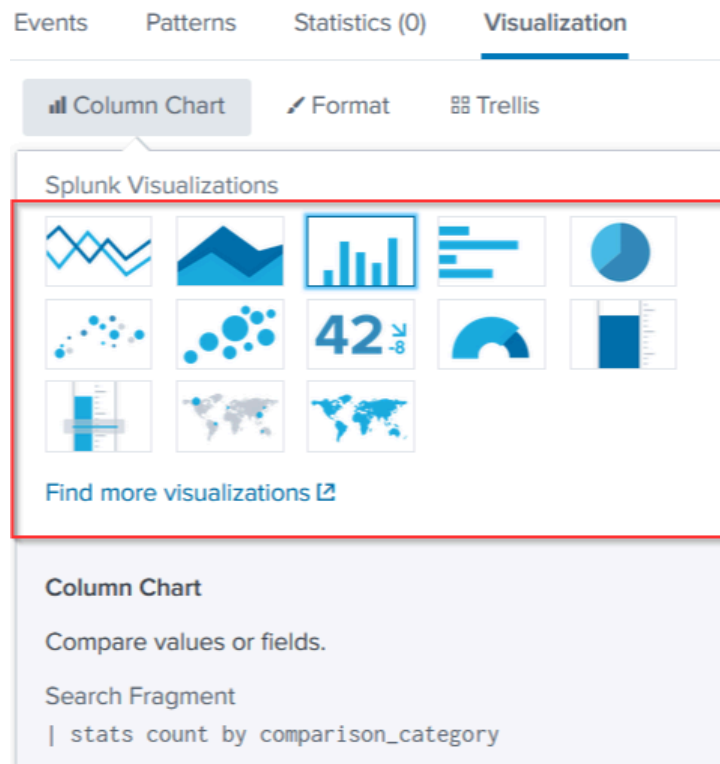 Events Patterns Statistics (0) Visualization
Column Chart Format Trellis
Splunk Visualizations
42 -8
Find more visualizations
Column Chart
Compare values or fields.
Search Fragment
| stats count by comparison_category